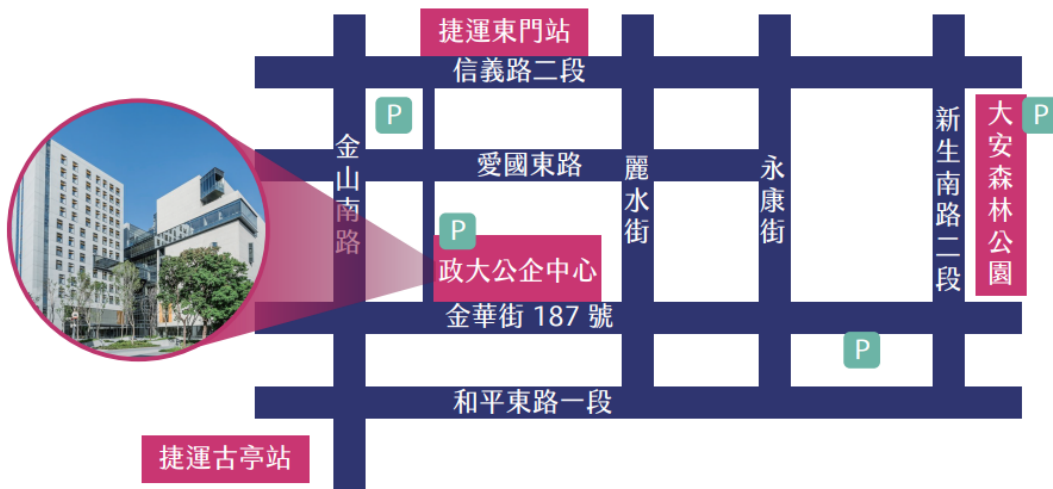 捷運東門站
信義路二段
P
P
金山南路
愛國東路
麗水街
永康街
新生南路二段
大安森林公園
P
政大公企中心
金華街 187 號
P
和平東路一段
捷運古亭站